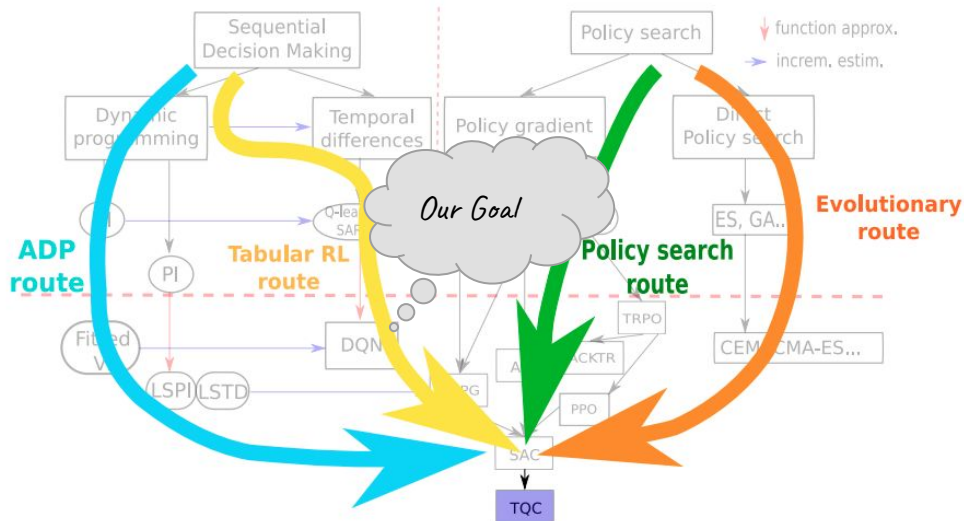 Sequential
Decision Making
Policy search
function approx.
increm. estim.
Dynamic
programming
Temporal
differences
Policy gradient
Direct
Policy search
Our Goal
ES, GA..
Evolutionary
route
ADP
route
Tabular RL
route
Policy search
route
PI
TRPO
DQN
ACKTR
CEM, CMA-ES...
LSPI
LSTD
PPO
SAC
TQC